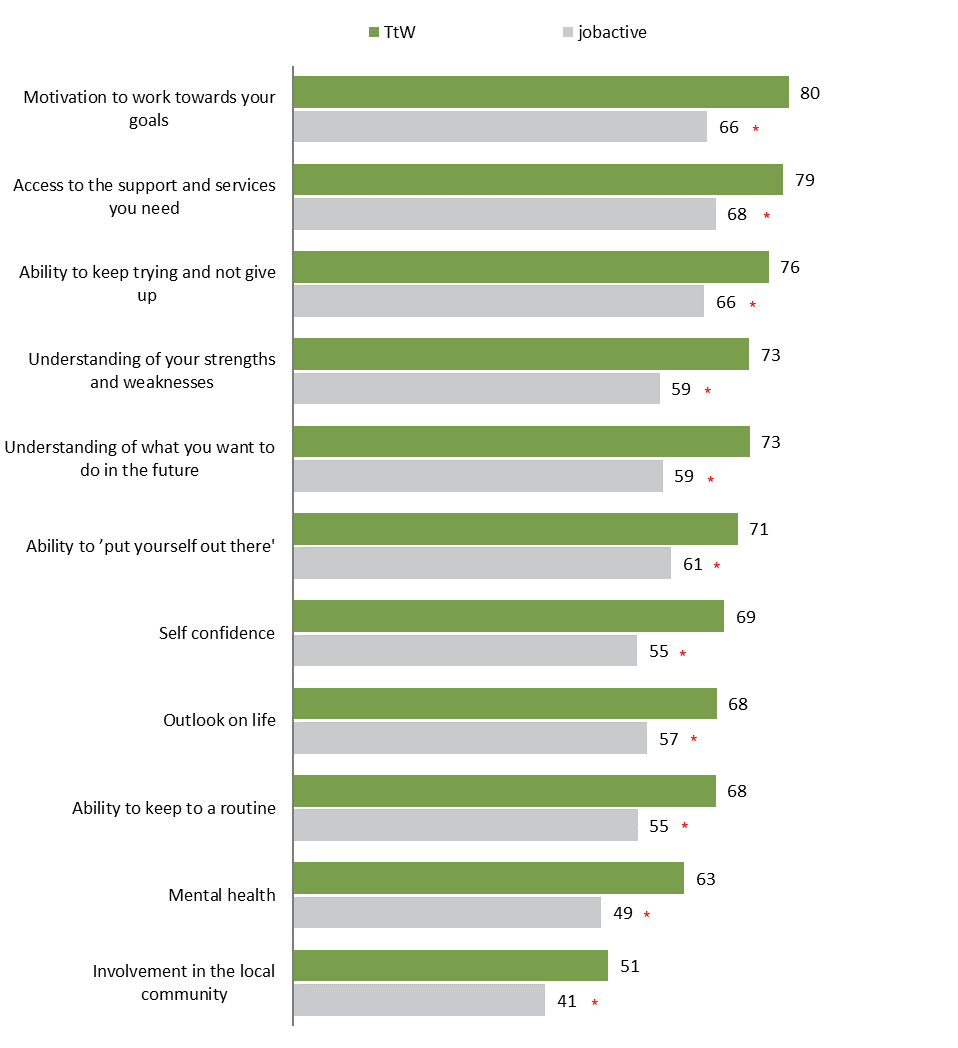 TtW jobactive
Motivation to work towards your
goals
80
66 *
Access to the support and services
you need
79
68 *
Ability to keep trying and not give
up
76
66 *
Understanding of your strengths
and weaknesses
73
59 *
Understanding of what you want to
do in the future
73
59 *
Ability to ’put yourself out there'
71
61 *
Self confidence
69
55 *
Outlook on life
68
57 *
Ability to keep to a routine
68
55 *
Mental health
63
49 *
Involvement in the local
community
51
41 *